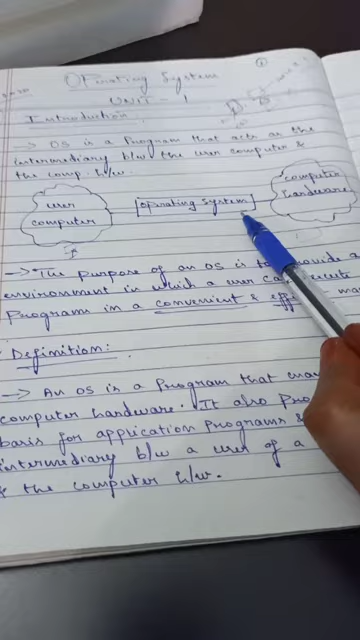 ①
Operating System
UNIT - 1
Introduction
→ OS is a Program that acts as the
intermediary b/w the user computer &
the comp. h/w.
user
computer
Operating System
computer
hardware
→ The purpose of an OS is to provide a
environment in which a user can execute
Programs in a convenient &
Definition:
→ An OS is a Program that
computer hardware. It also
basis for application Programs
intermediary b/w a user of a
& the computer h/w.